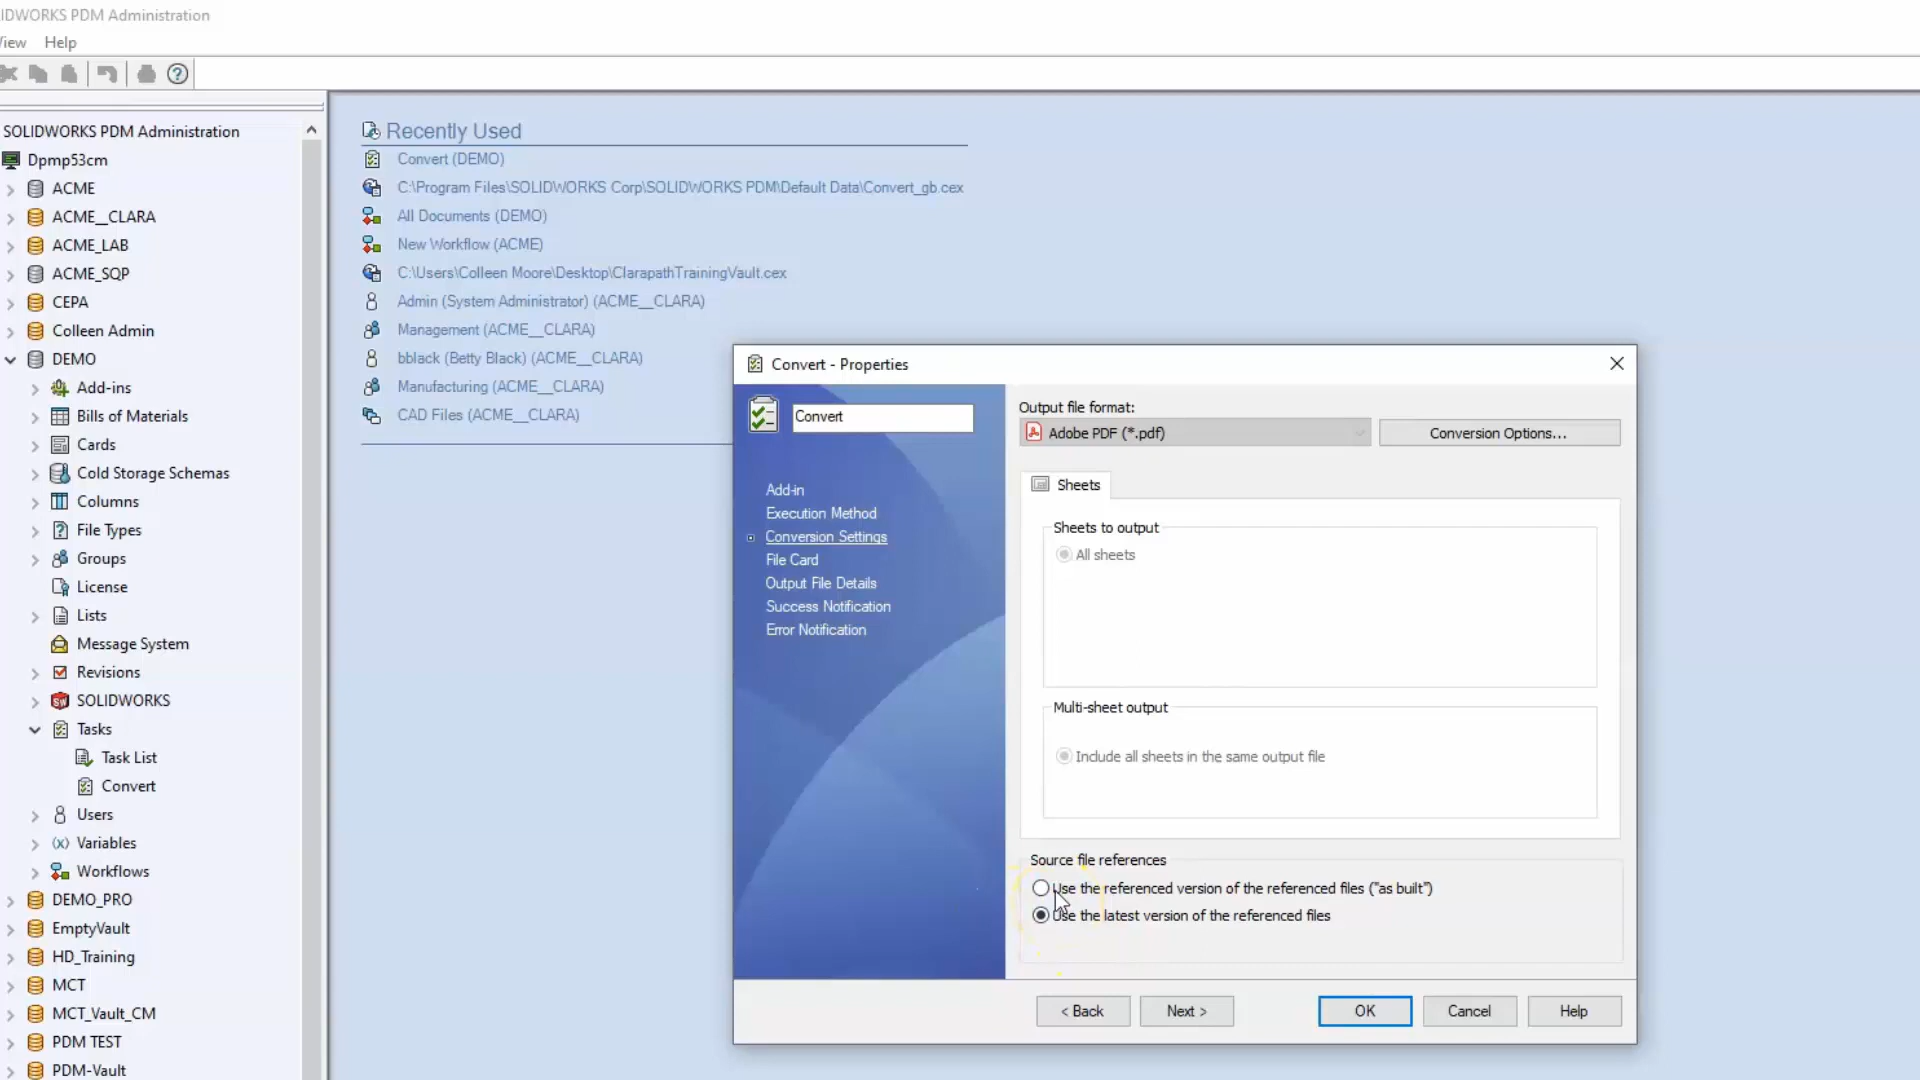 IDWORKS PDM Administration
View Help
SOLIDWORKS PDM Administration
Dpmp53cm
ACME
ACME__CLARA
ACME_LAB
ACME_SQP
CEPA
Colleen Admin
DEMO
Add-ins
Bills of Materials
Cards
Cold Storage Schemas
Columns
File Types
Groups
License
Lists
Message System
Revisions
SOLIDWORKS
Tasks
Task List
Convert
Users
Variables
Workflows
DEMO_PRO
EmptyVault
HD_Training
MCT
MCT_Vault_CM
PDM TEST
PDM-Vault
Recently Used
Convert (DEMO)
C:\Program Files\SOLIDWORKS Corp\SOLIDWORKS PDM\Default Data\Convert_gb.cex
All Documents (DEMO)
New Workflow (ACME)
C:\Users\Colleen Moore\Desktop\ClarapathTrainingVault.cex
Admin (System Administrator) (ACME__CLARA)
Management (ACME__CLARA)
bblack (Betty Black) (ACME__CLARA)
Manufacturing (ACME__CLARA)
CAD Files (ACME__CLARA)
Convert - Properties
Convert
Add-in
Execution Method
Conversion Settings
File Card
Output File Details
Success Notification
Error Notification
Output file format:
Adobe PDF (*.pdf)
Conversion Options...
Sheets
Sheets to output
All sheets
Multi-sheet output
Include all sheets in the same output file
Source file references
Use the referenced version of the referenced files ("as built")
Use the latest version of the referenced files
< Back
Next >
OK
Cancel
Help